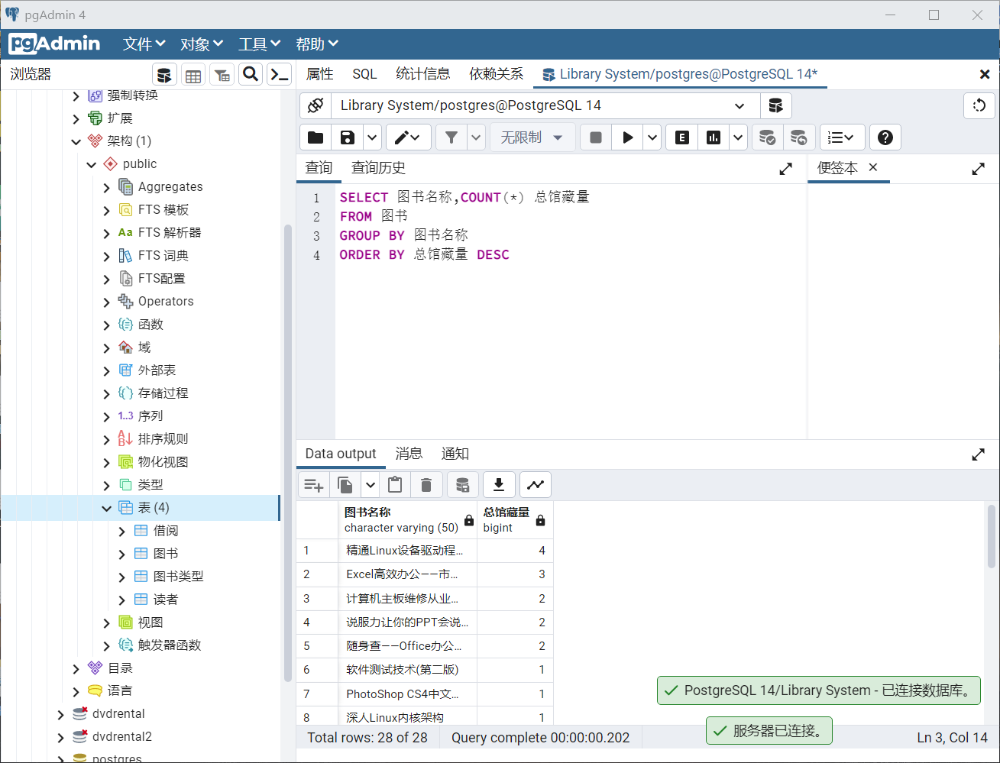 pgAdmin 4
pgAdmin 文件 对象 工具 帮助
浏览器
属性 SQL 统计信息 依赖关系 Library System/postgres@PostgreSQL 14*
强制转换
扩展
架构 (1)
public
Aggregates
FTS 模板
Aa FTS 解析器
FTS 词典
FTS配置
Operators
函数
域
外部表
存储过程
1..3 序列
排序规则
物化视图
类型
表 (4)
借阅
图书
图书类型
读者
视图
触发器函数
目录
语言
dvdrental
dvdrental2
postgres
Library System/postgres@PostgreSQL 14
无限制
E
查询 查询历史
便签本
1 SELECT 图书名称,COUNT(*) 总馆藏量
2 FROM 图书
3 GROUP BY 图书名称
4 ORDER BY 总馆藏量 DESC
Data output 消息 通知
图书名称 总馆藏量
character varying (50) bigint
1 精通Linux设备驱动程... 4
2 Excel高效办公——市... 3
3 计算机主板维修从业... 2
4 说服力让你的PPT会说... 2
5 随身查——Office办公... 2
6 软件测试技术(第二版) 1
7 PhotoShop CS4中文... 1
8 深人Linux内核架构 1
PostgreSQL 14/Library System - 已连接数据库。
服务器已连接。
Total rows: 28 of 28 Query complete 00:00:00.202 Ln 3, Col 14